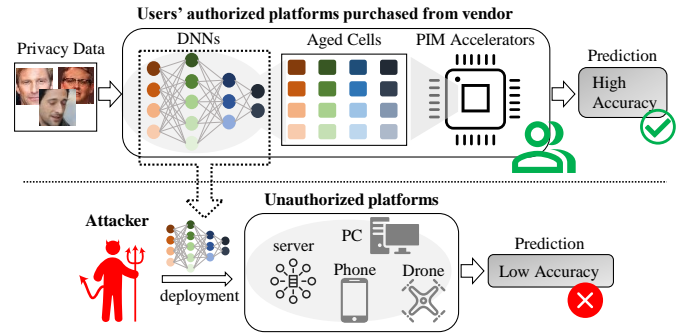 Users' authorized platforms purchased from vendor
Privacy Data
DNNs
Aged Cells
PIM Accelerators
Prediction
High
Accuracy
Unauthorized platforms
Attacker
deployment
server
PC
Phone
Drone
Prediction
Low Accuracy